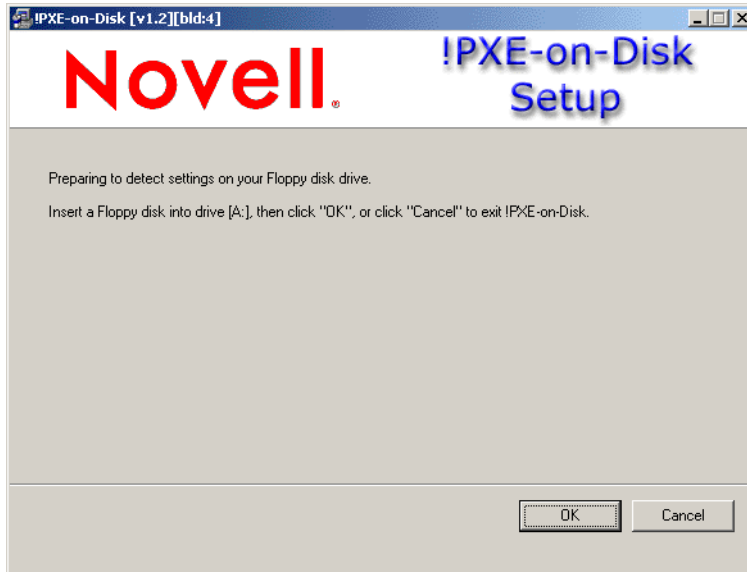 !PXE-on-Disk [v1.2][bld:4]
Novell®
!PXE-on-Disk
Setup
Preparing to detect settings on your Floppy disk drive.
Insert a Floppy disk into drive [A:], then click "OK", or click "Cancel" to exit !PXE-on-Disk.
OK
Cancel